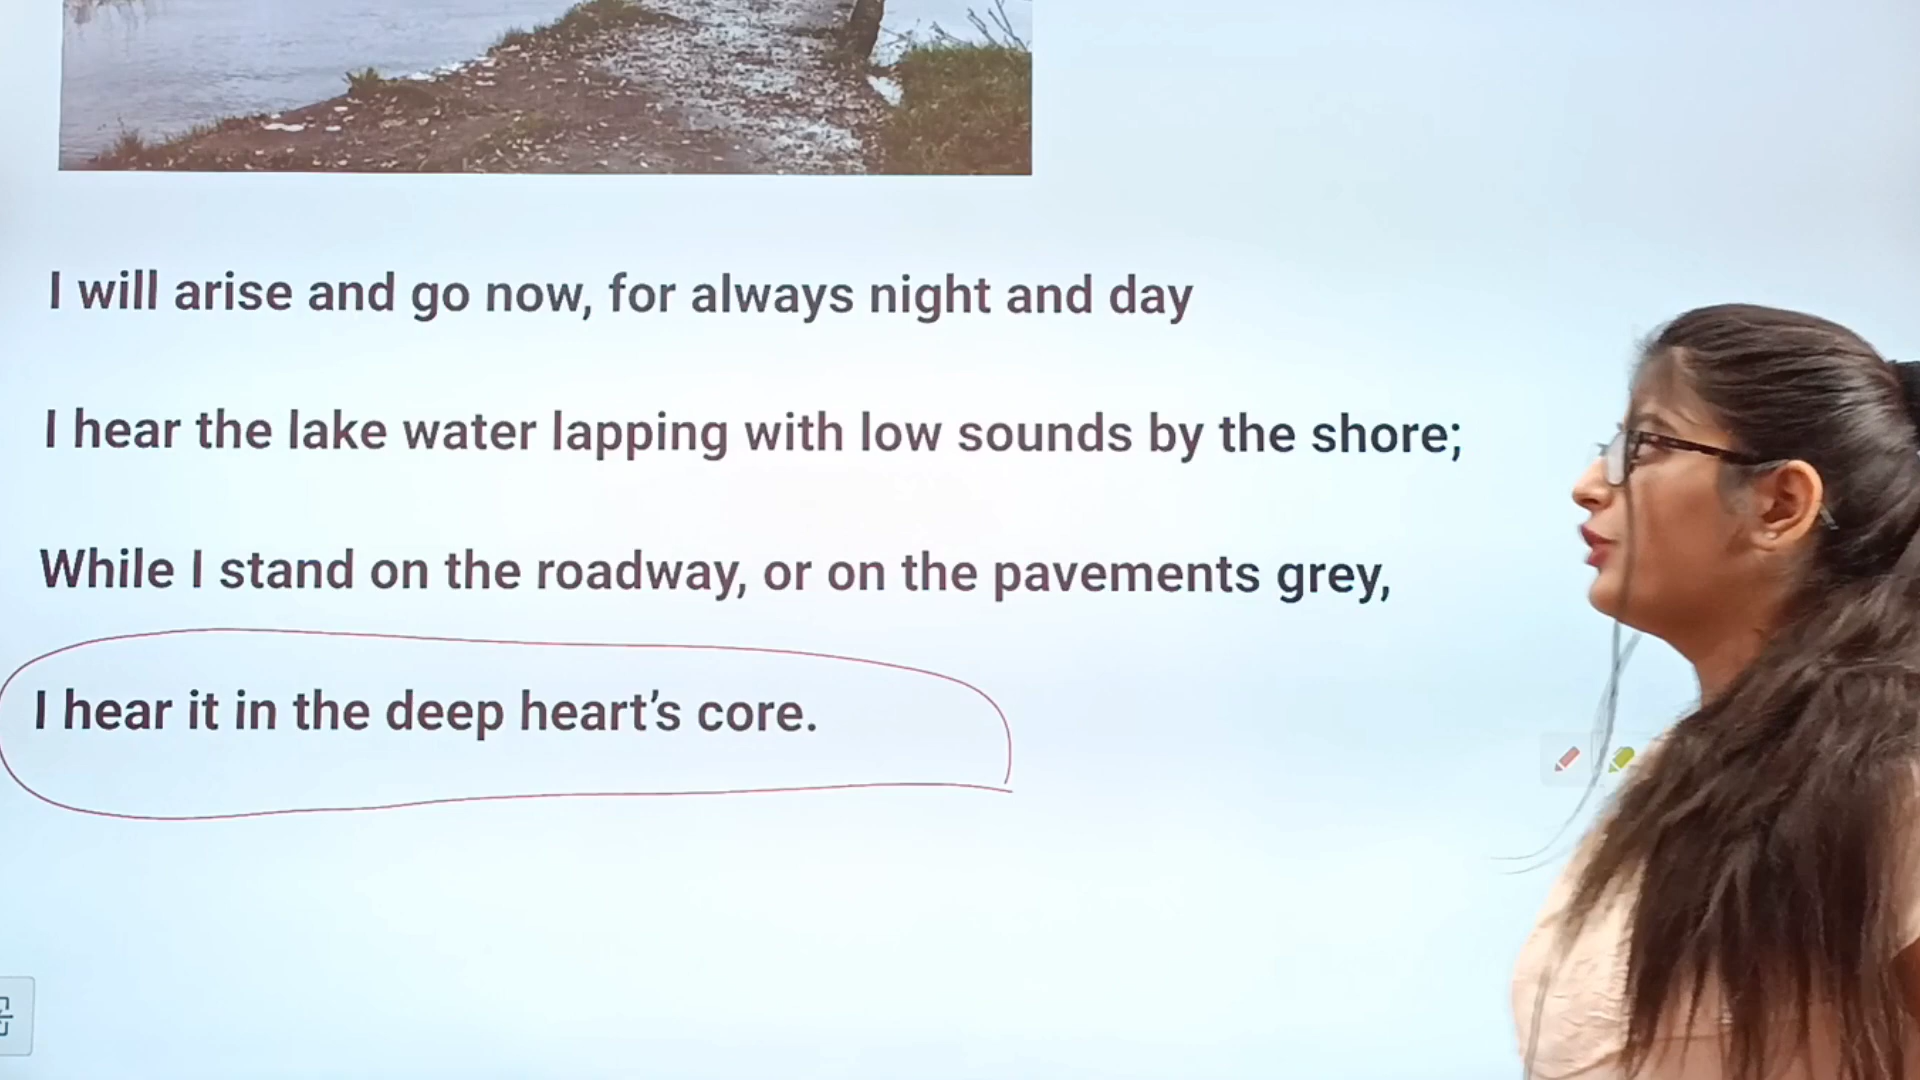 I will arise and go now, for always night and day
I hear the lake water lapping with low sounds by the shore;
While I stand on the roadway, or on the pavements grey,
I hear it in the deep heart’s core.